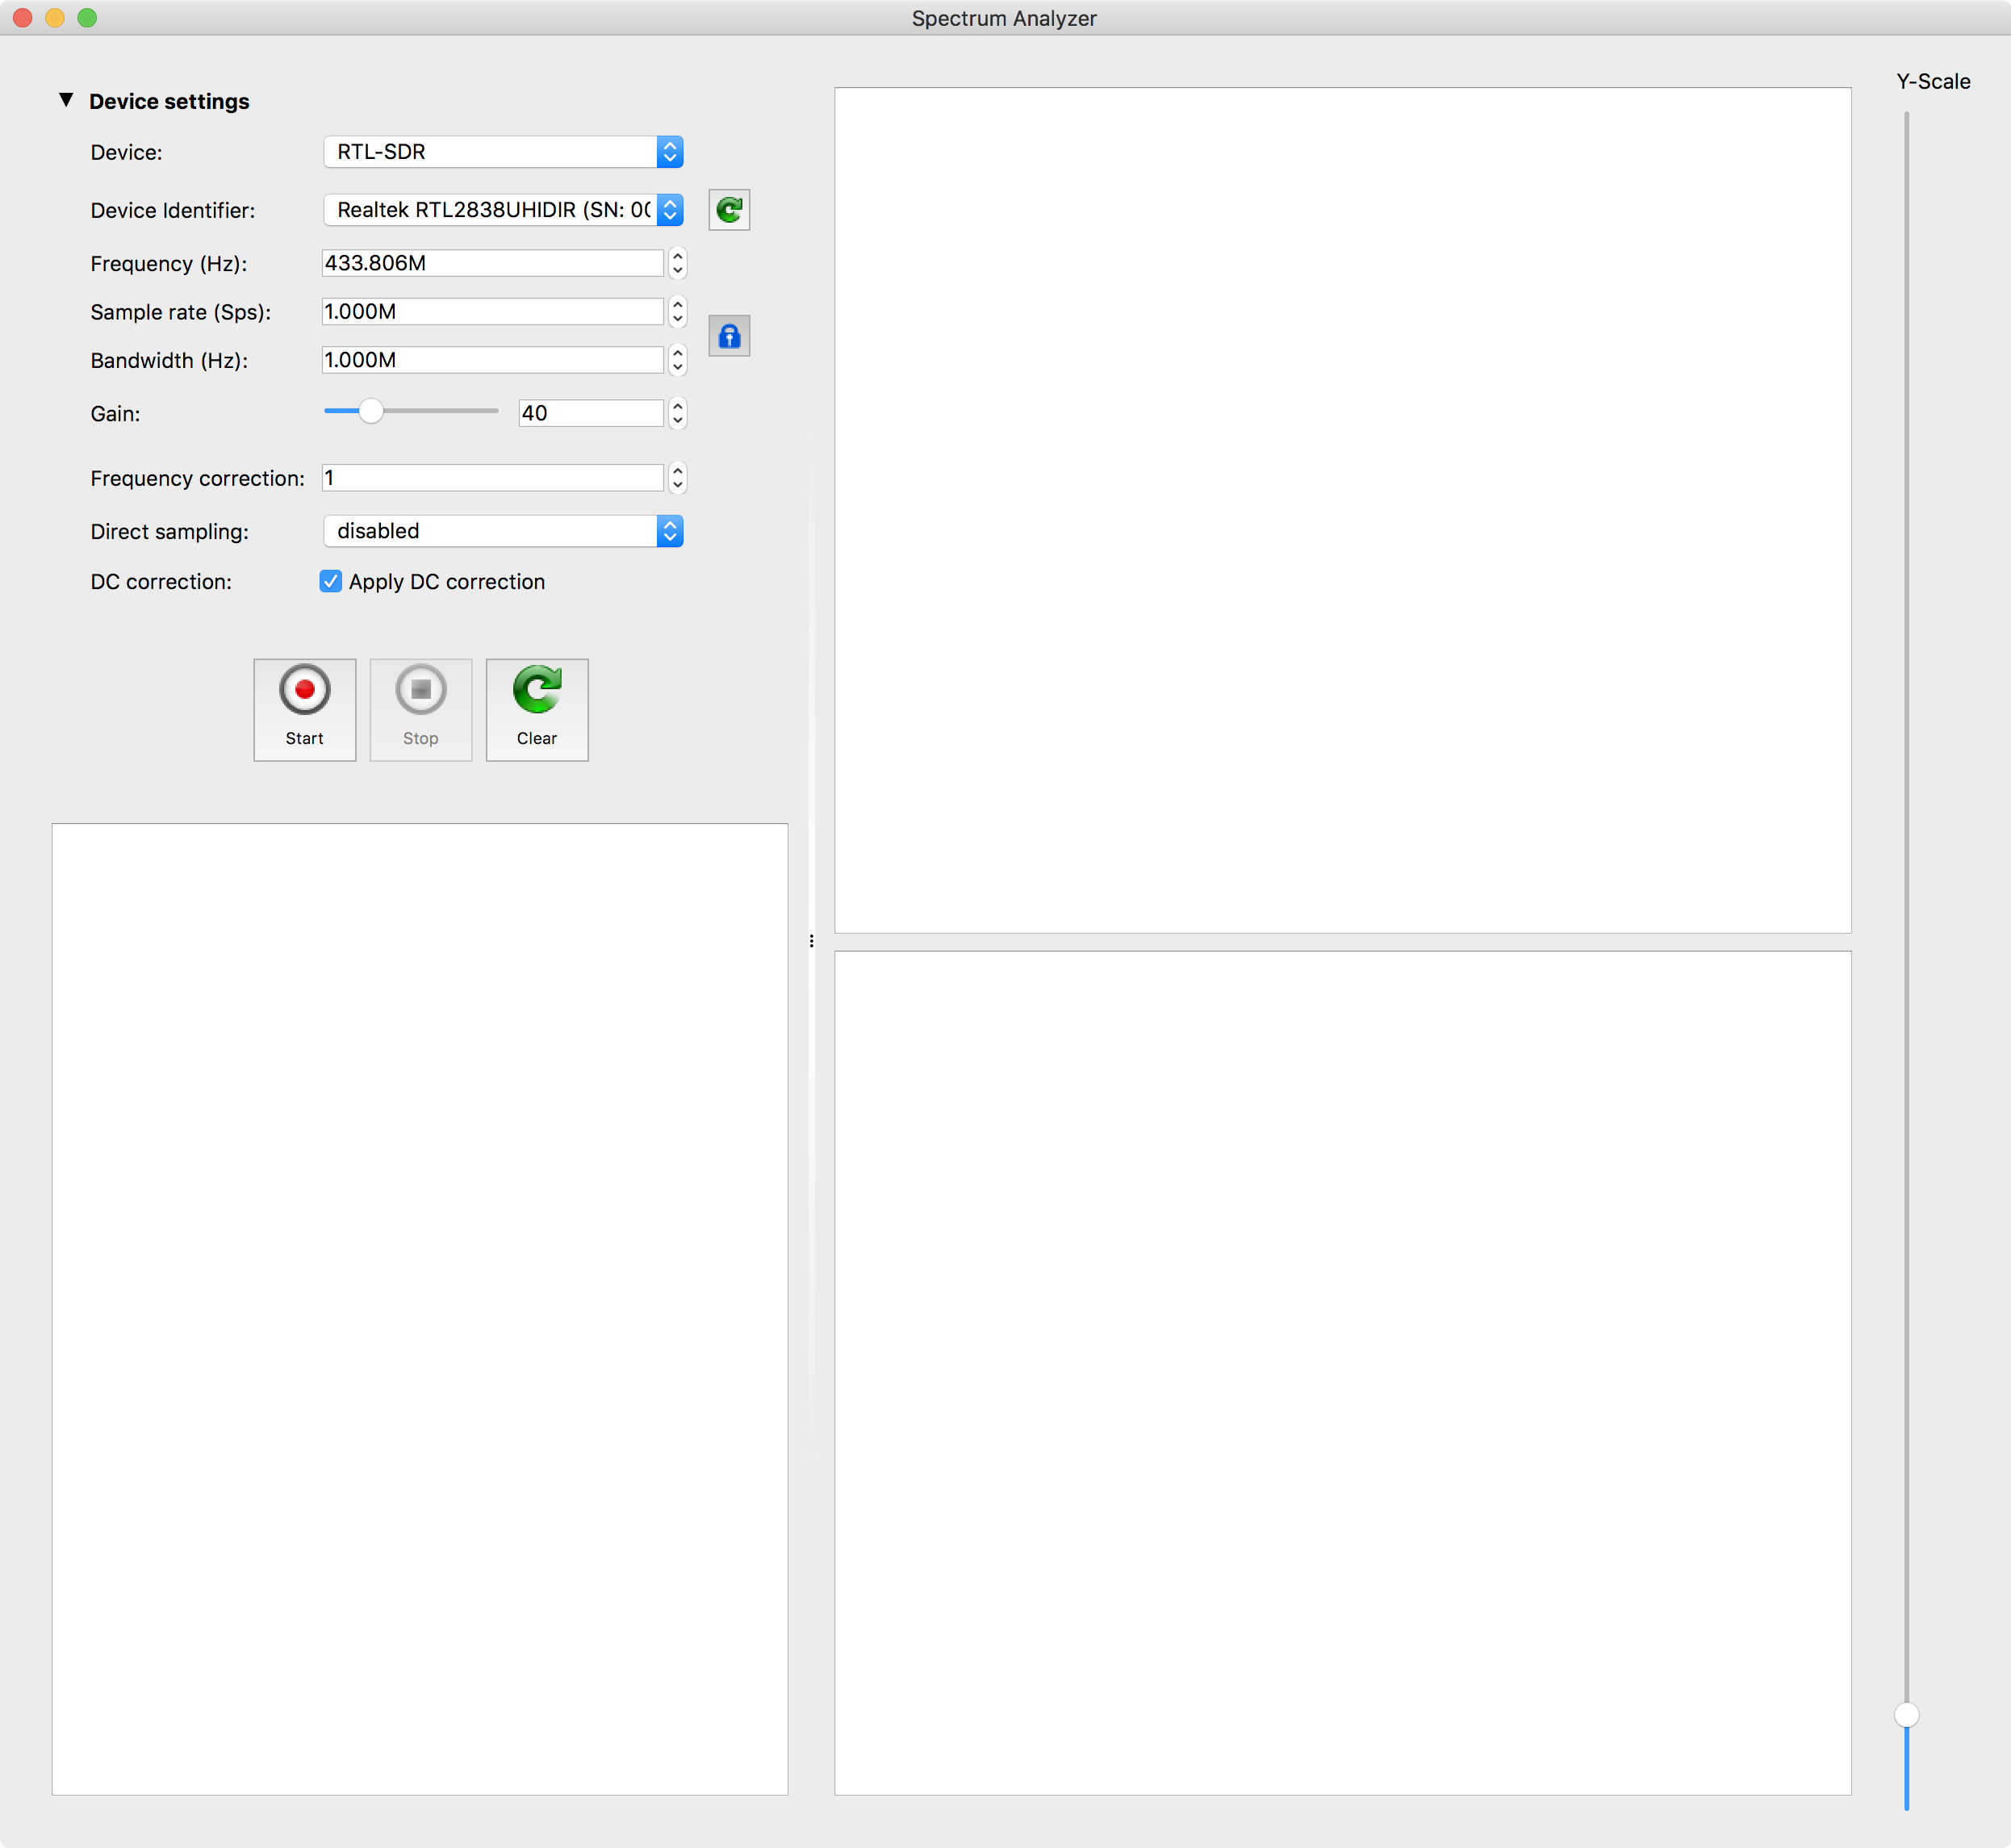 Spectrum Analyzer
Y-Scale
Device settings
Device: RTL-SDR
Device Identifier: Realtek RTL2838UHIDIR (SN: 0(
Frequency (Hz): 433.806M
Sample rate (Sps): 1.000M
Bandwidth (Hz): 1.000M
Gain: 40
Frequency correction: 1
Direct sampling: disabled
DC correction: Apply DC correction
Start Stop Clear